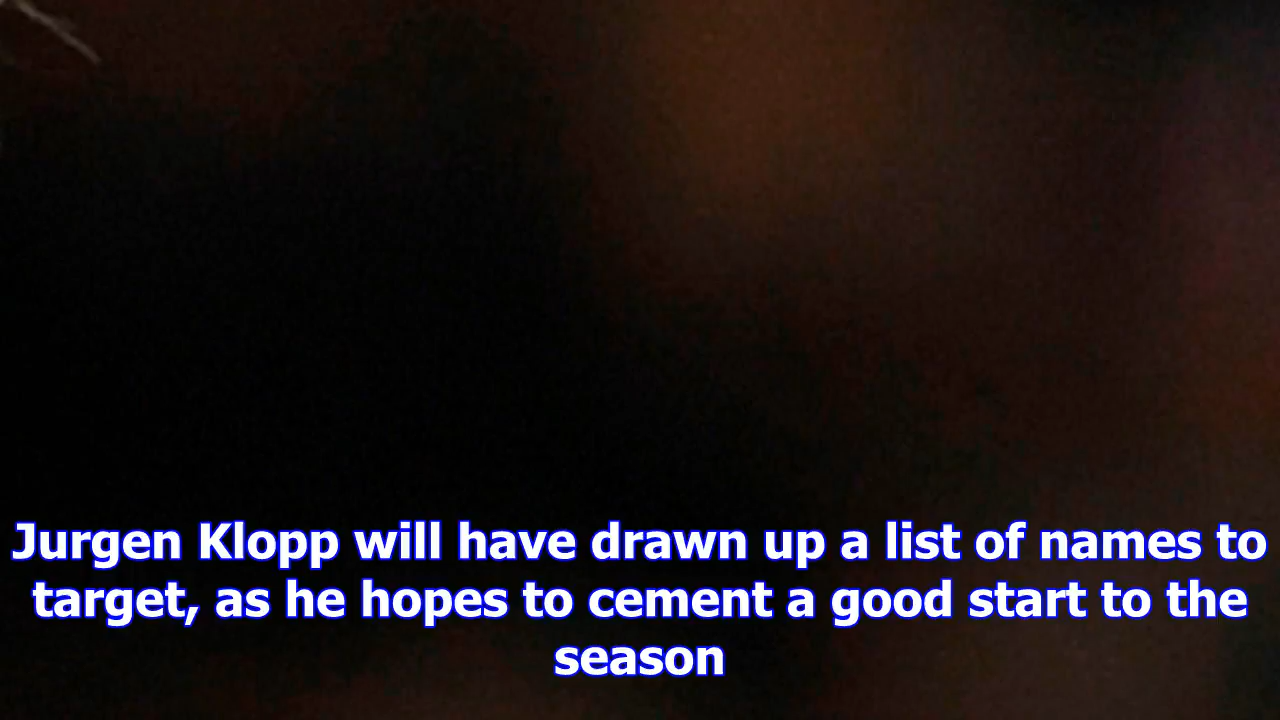 Jurgen Klopp will have drawn up a list of names to
target, as he hopes to cement a good start to the
season